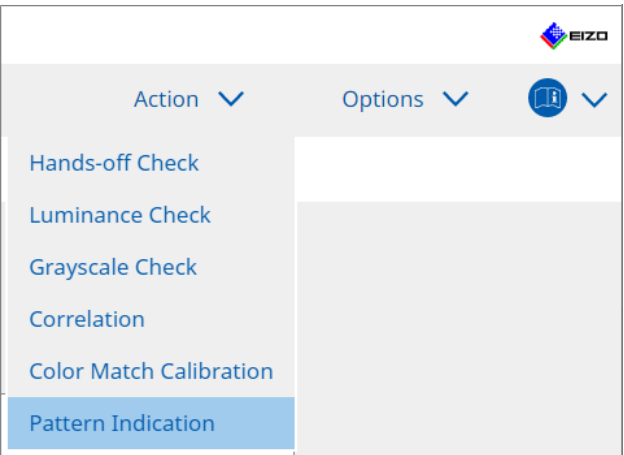 EIZO
Action Options
Hands-off Check
Luminance Check
Grayscale Check
Correlation
Color Match Calibration
Pattern Indication